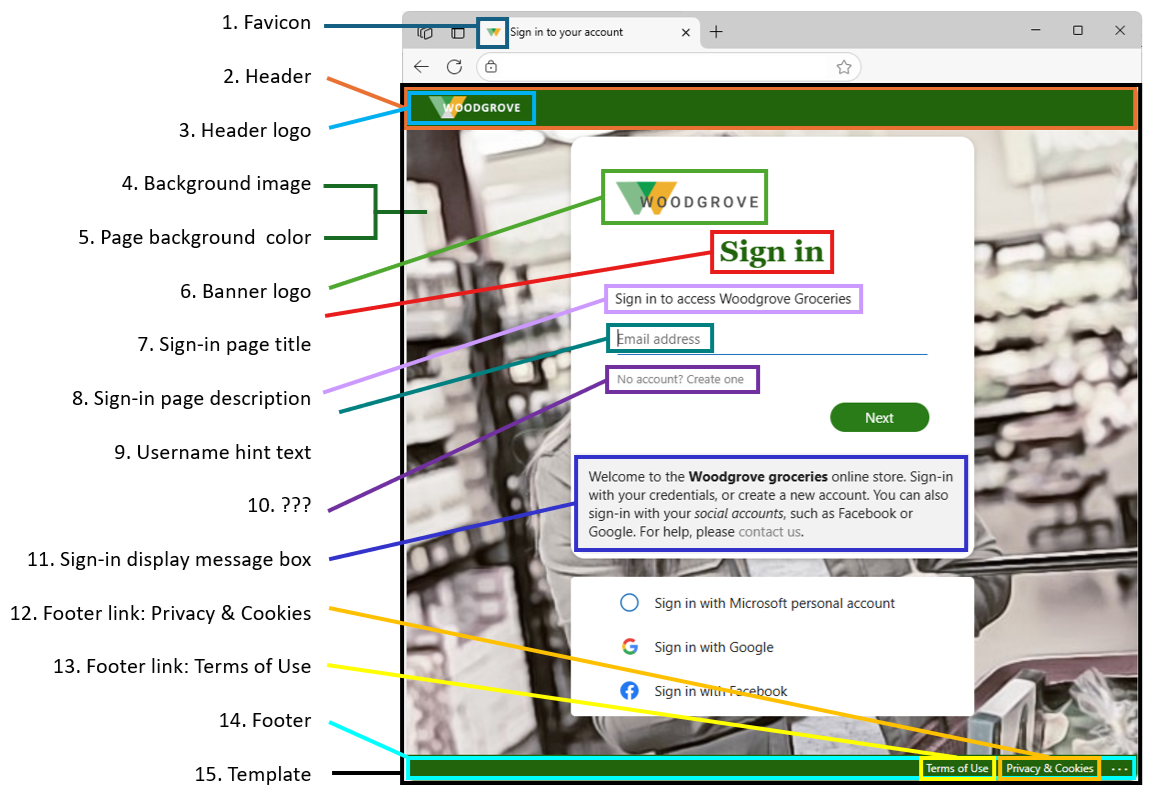 1. Favicon
2. Header
3. Header logo
4. Background image
5. Page background  color
6. Banner logo
7. Sign-in page title
8. Sign-in page description
9. Username hint text
10. ???
11. Sign-in display message box
12. Footer link: Privacy & Cookies
13. Footer link: Terms of Use
14. Footer
15. Template
Sign in to your account
WOODGROVE
WOODGROVE
Sign in
Sign in to access Woodgrove Groceries
Email address
No account? Create one
Next
Welcome to the Woodgrove groceries online store. Sign-in
with your credentials, or create a new account. You can also
sign-in with your social accounts, such as Facebook or
Google. For help, please contact us.
Sign in with Microsoft personal account
Sign in with Google
Sign in with Facebook
Terms of Use Privacy & Cookies ...